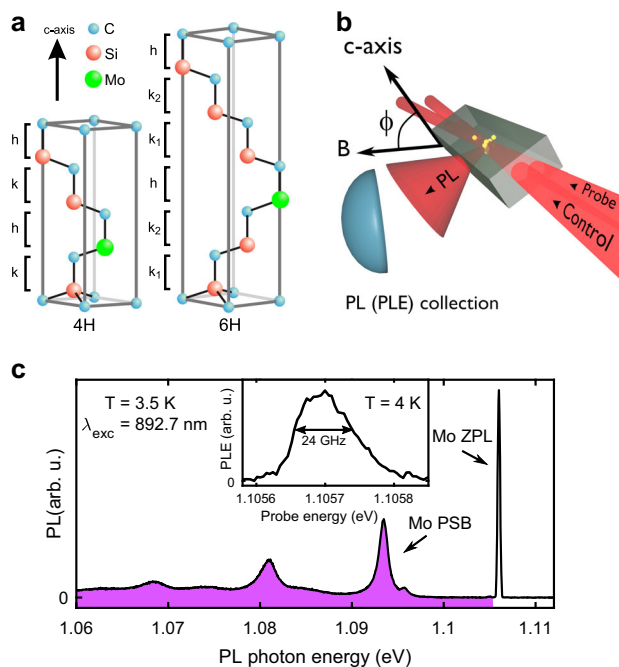 a
c-axis
C
Si
Mo
h
k
h
k
4H
h
k2
k1
h
k2
k1
6H
b
c-axis
ϕ
B
PL
Probe
Control
PL (PLE) collection
c
T = 3.5 K
λexc = 892.7 nm
T = 4 K
24 GHz
PLE (arb. u.)
0
1.1056 1.1057 1.1058
Probe energy (eV)
Mo ZPL
Mo PSB
PL(arb. u.)
0
1.06 1.07 1.08 1.09 1.10 1.11
PL photon energy (eV)